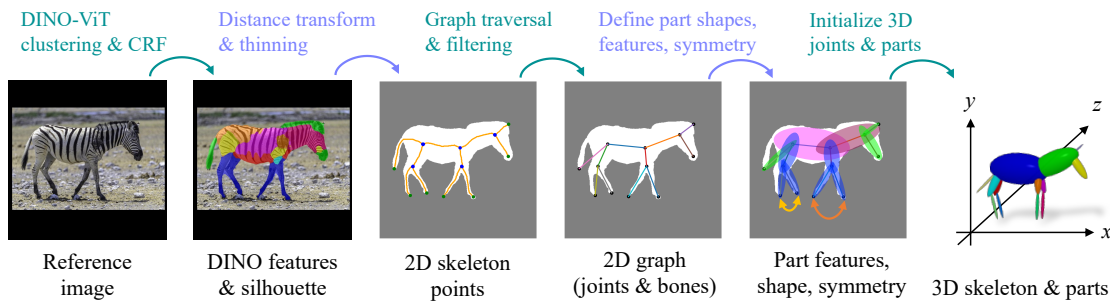 DINO-ViT
clustering & CRF
Distance transform
& thinning
Graph traversal
& filtering
Define part shapes,
features, symmetry
Initialize 3D
joints & parts
y
z
x
Reference
image
DINO features
& silhouette
2D skeleton
points
2D graph
(joints & bones)
Part features,
shape, symmetry
3D skeleton & parts